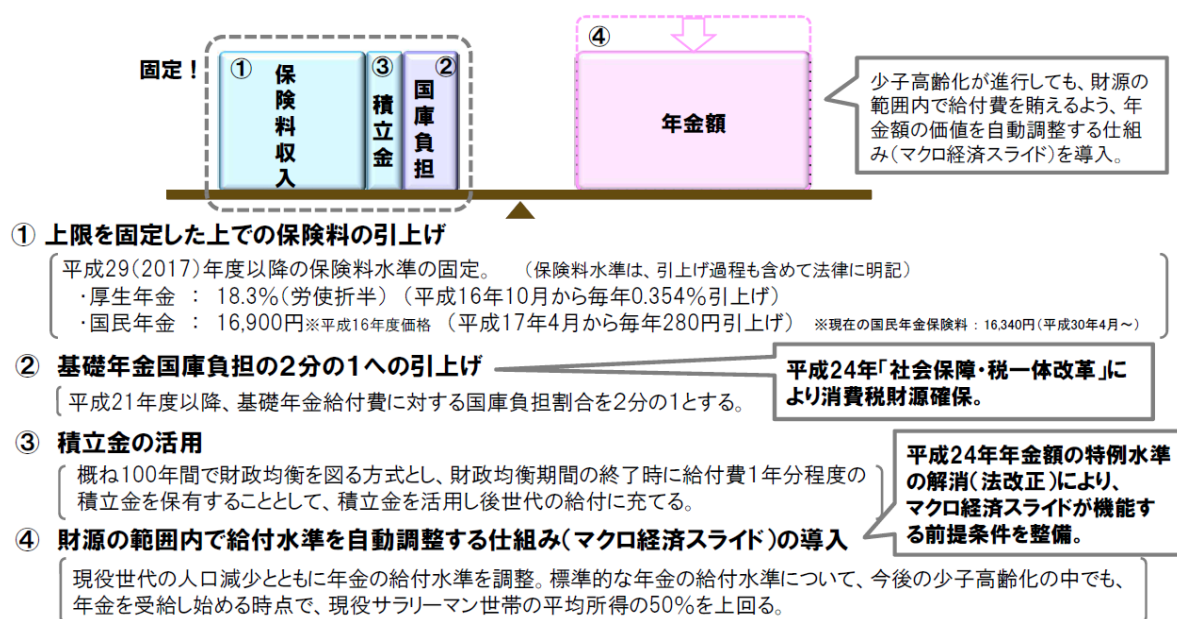 固定!
①
保険料収入
③
積立金
②
国庫負担
④
年金額
少子高齢化が進行しても、財源の
範囲内で給付費を賄えるよう、年
金額の価値を自動調整する仕組
み(マクロ経済スライド)を導入。
① 上限を固定した上での保険料の引上げ
平成29(2017)年度以降の保険料水準の固定。 (保険料水準は、引上げ過程も含めて法律に明記)
・厚生年金 : 18.3%(労使折半) (平成16年10月から毎年0.354%引上げ)
・国民年金 : 16,900円※平成16年度価格 (平成17年4月から毎年280円引上げ) ※現在の国民年金保険料:16,340円(平成30年4月~)
② 基礎年金国庫負担の2分の1への引上げ
平成21年度以降、基礎年金給付費に対する国庫負担割合を2分の1とする。
平成24年「社会保障・税一体改革」に
より消費税財源確保。
③ 積立金の活用
概ね100年間で財政均衡を図る方式とし、財政均衡期間の終了時に給付費1年分程度の
積立金を保有することとして、積立金を活用し後世代の給付に充てる。
平成24年年金額の特例水準
の解消(法改正)により、
マクロ経済スライドが機能す
る前提条件を整備。
④ 財源の範囲内で給付水準を自動調整する仕組み(マクロ経済スライド)の導入
現役世代の人口減少とともに年金の給付水準を調整。標準的な年金の給付水準について、今後の少子高齢化の中でも、
年金を受給し始める時点で、現役サラリーマン世帯の平均所得の50%を上回る。